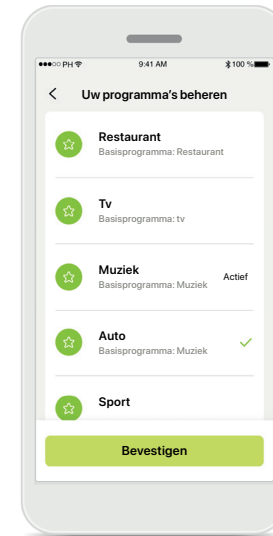 PH 9:41 AM 100 %
Uw programma's beheren
Restaurant
Basisprogramma: Restaurant
Tv
Basisprogramma: tv
Muziek
Basisprogramma: Muziek
Actief
Auto
Basisprogramma: Muziek
Sport
Bevestigen